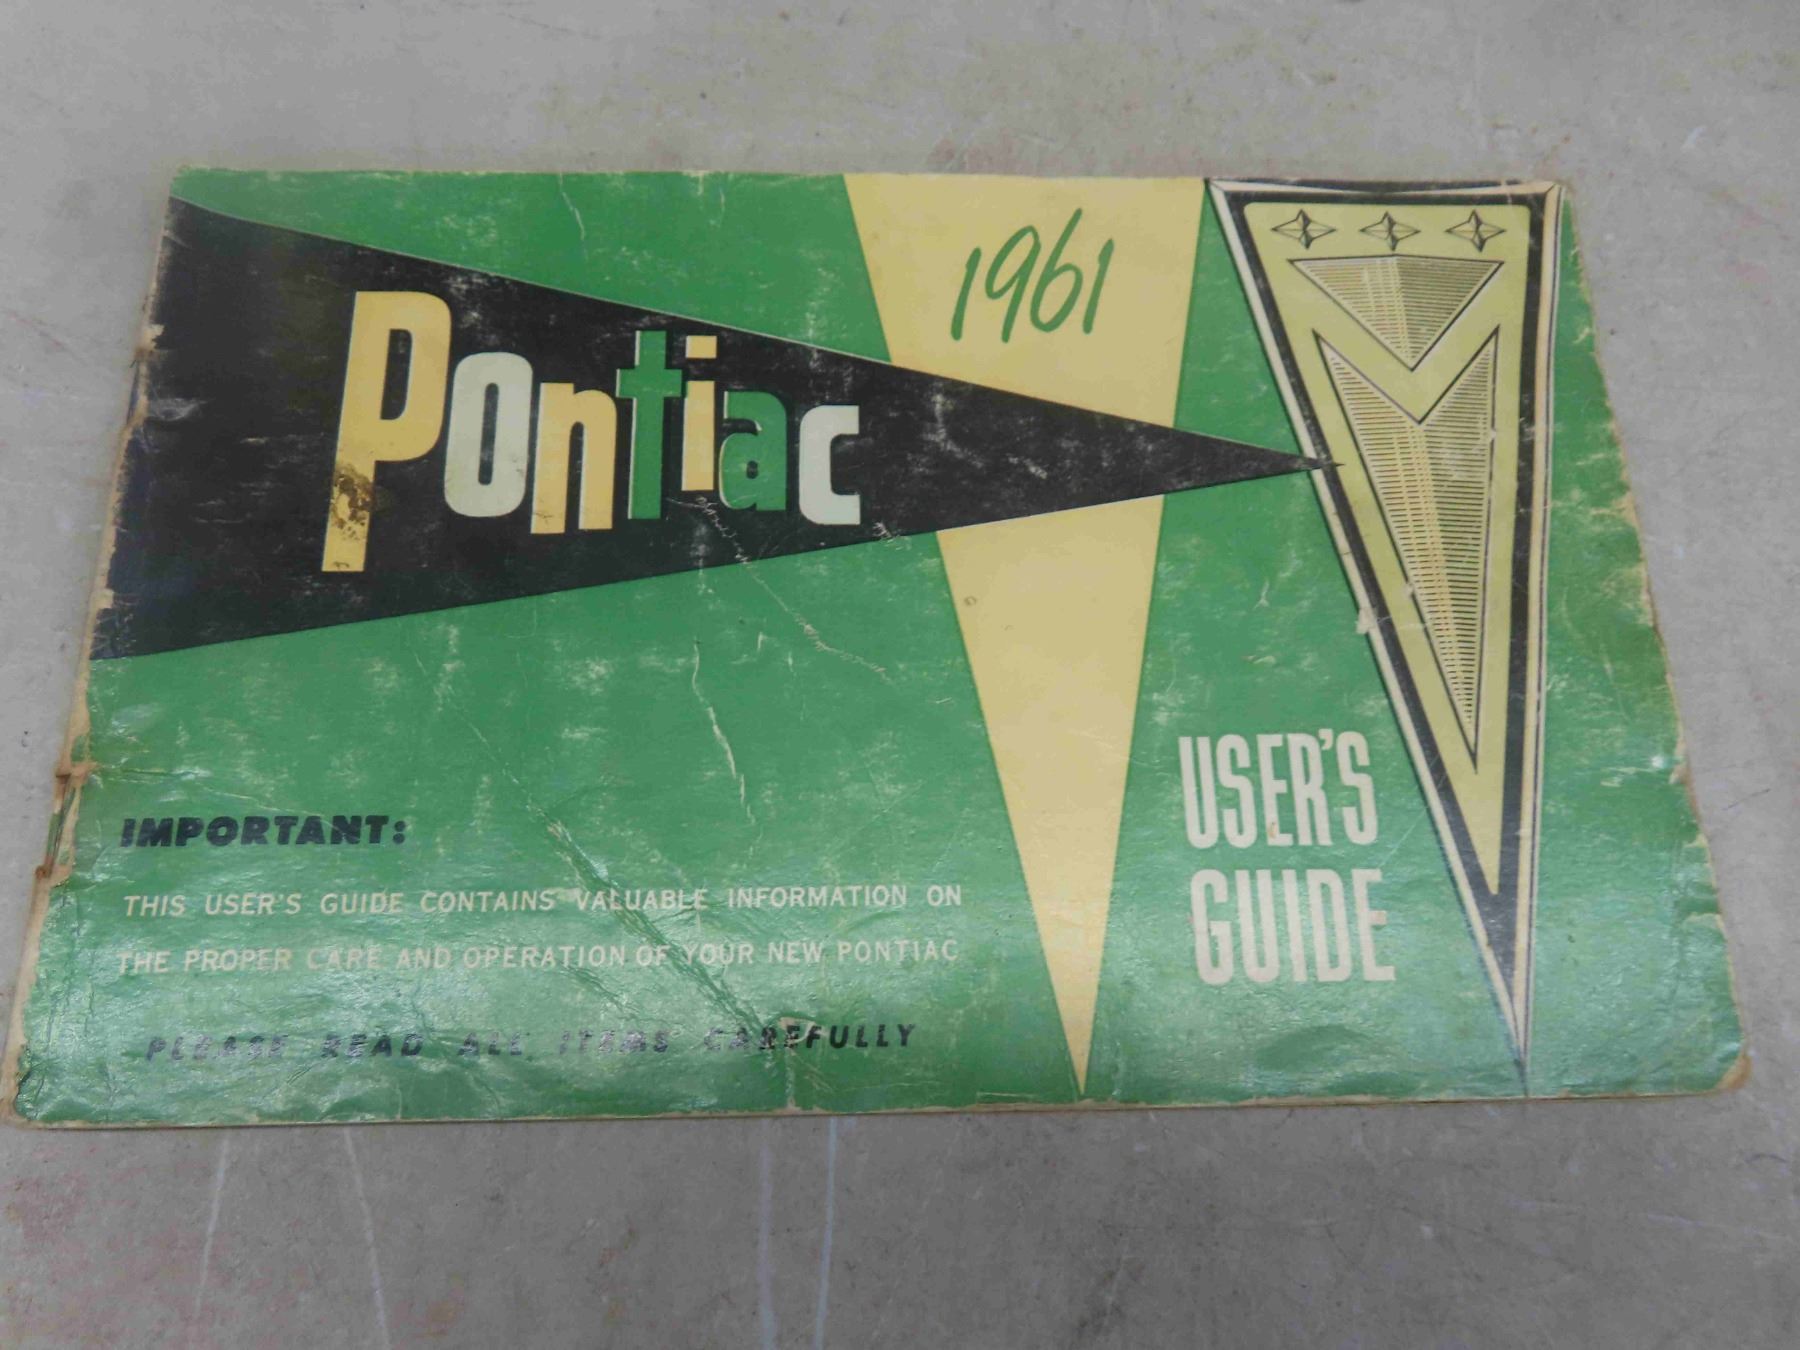 1961
Pontiac
USER'S
GUIDE
IMPORTANT:
THIS USER'S GUIDE CONTAINS VALUABLE INFORMATION ON
THE PROPER CARE AND OPERATION OF YOUR NEW PONTIAC
PLEASE READ ALL ITEMS CAREFULLY